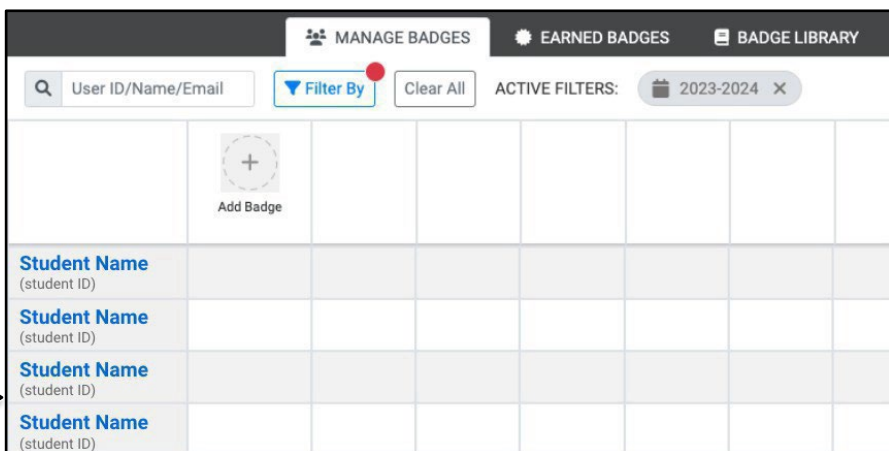 MANAGE BADGES EARNED BADGES BADGE LIBRARY
User ID/Name/Email Filter By Clear All ACTIVE FILTERS: 2023-2024 ×
+
Add Badge
Student Name
(student ID)
Student Name
(student ID)
Student Name
(student ID)
Student Name
(student ID)